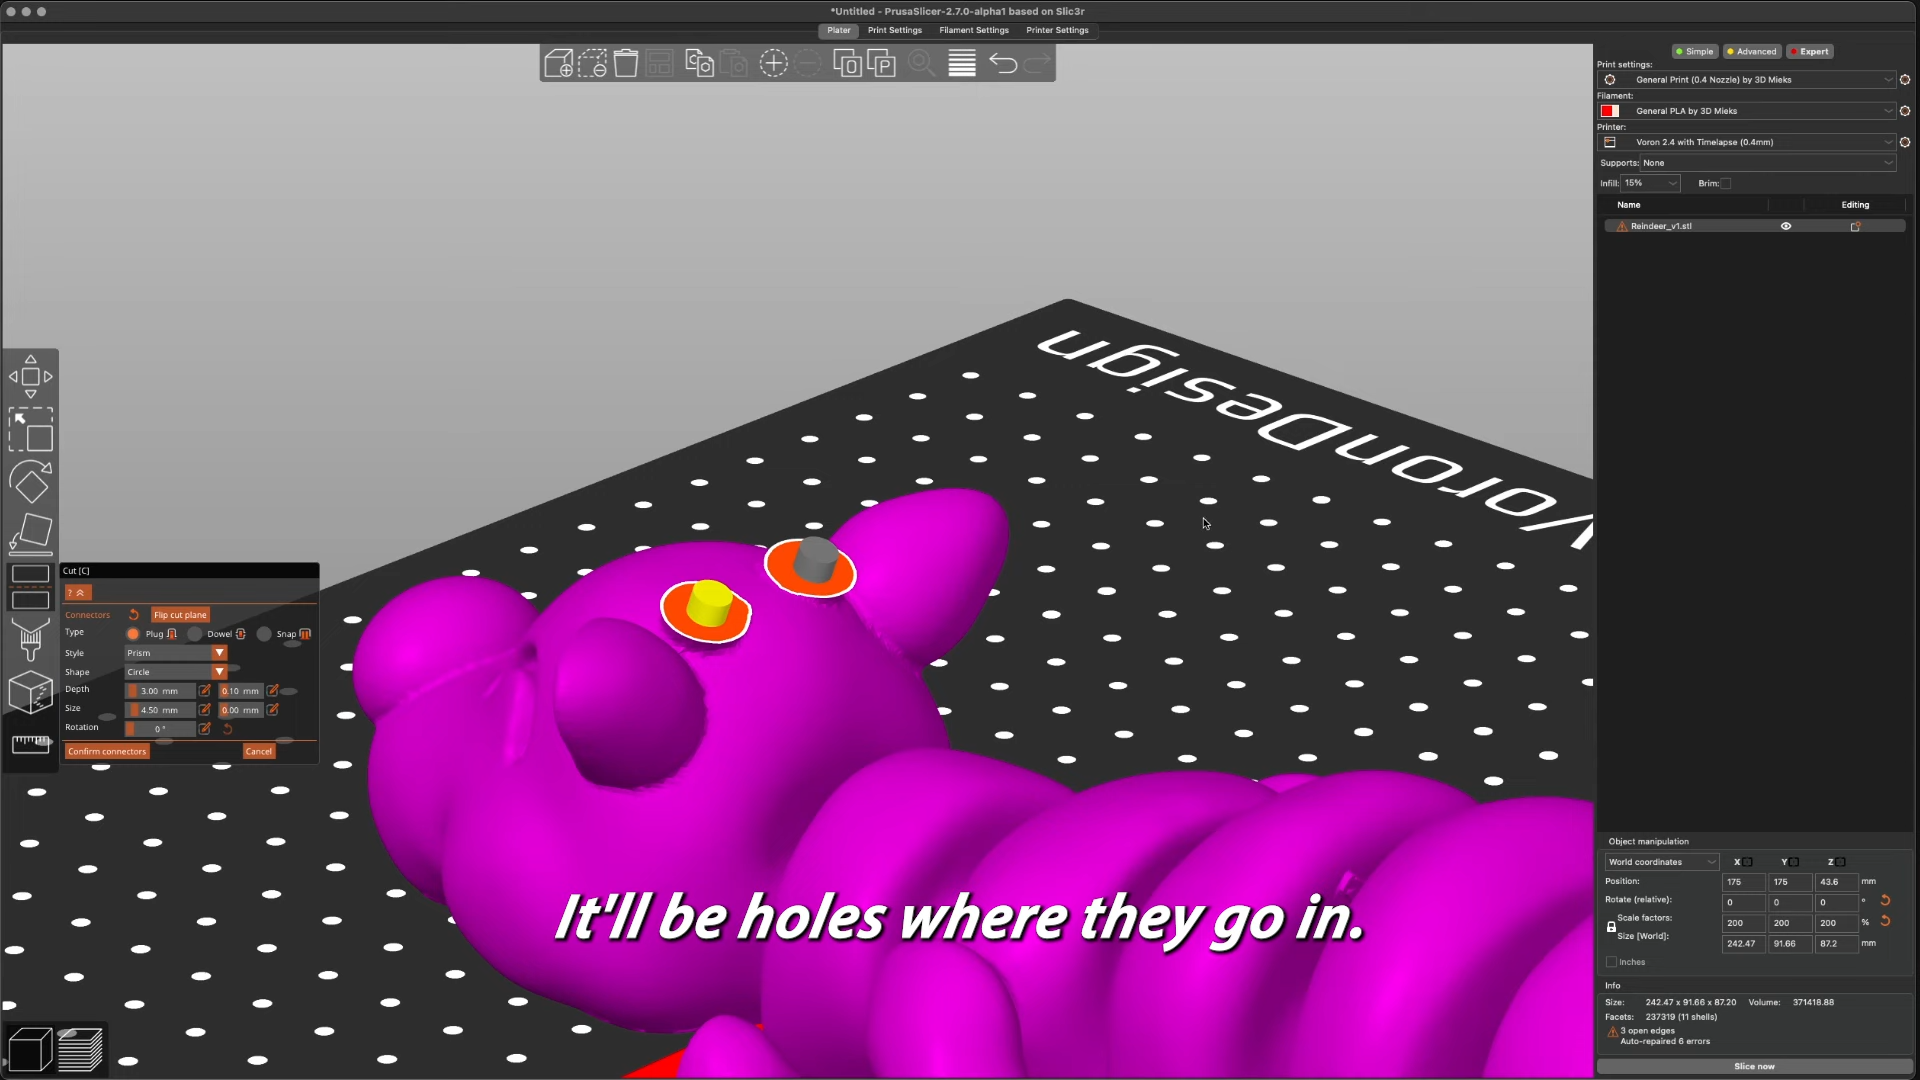 *Untitled - PrusaSlicer-2.7.0-alpha1 based on Slic3r
Plater
Print Settings
Filament Settings
Printer Settings
Simple
Advanced
Expert
Print settings:
General Print (0.4 Nozzle) by 3D Mieks
Filament:
General PLA by 3D Mieks
Printer:
Voron 2.4 with Timelapse (0.4mm)
Supports: None
Infill: 15% Brim:
Name Editing
Reindeer_v1.stl
VoronDesign
Cut [C]
?
Connectors Flip cut plane
Type Plug Dowel Snap
Style Prism
Shape Circle
Depth 3.00 mm 0.10 mm
Size 4.50 mm 0.00 mm
Rotation 0 °
Confirm connectors Cancel
It'll be holes where they go in.
Object manipulation
World coordinates X Y Z
Position: 175 175 43.6 mm
Rotate (relative): 0 0 0 °
Scale factors: 200 200 200 %
Size [World]: 242.47 91.66 87.2 mm
Inches
Info
Size: 242.47 x 91.66 x 87.20 Volume: 371418.88
Facets: 237319 (11 shells)
3 open edges
Auto-repaired 6 errors
Slice now